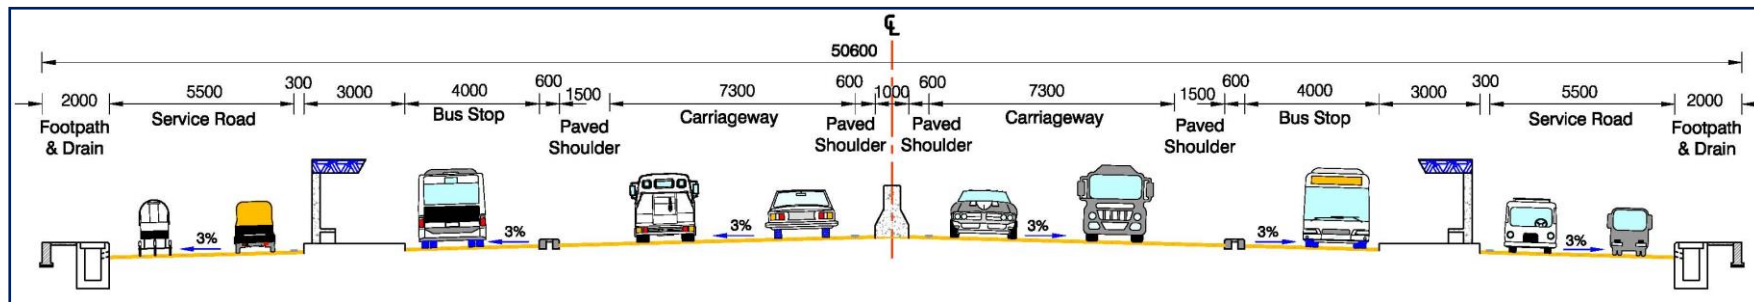 ℄
50600
2000 5500 300 3000 4000 600 1500 7300 600 1000 600 7300 1500 600 4000 3000 300 5500 2000
Footpath & Drain
Service Road
Bus Stop
Paved Shoulder
Carriageway
Paved Shoulder
Paved Shoulder
Carriageway
Paved Shoulder
Bus Stop
Service Road
Footpath & Drain
3% 3% 3% 3% 3% 3%